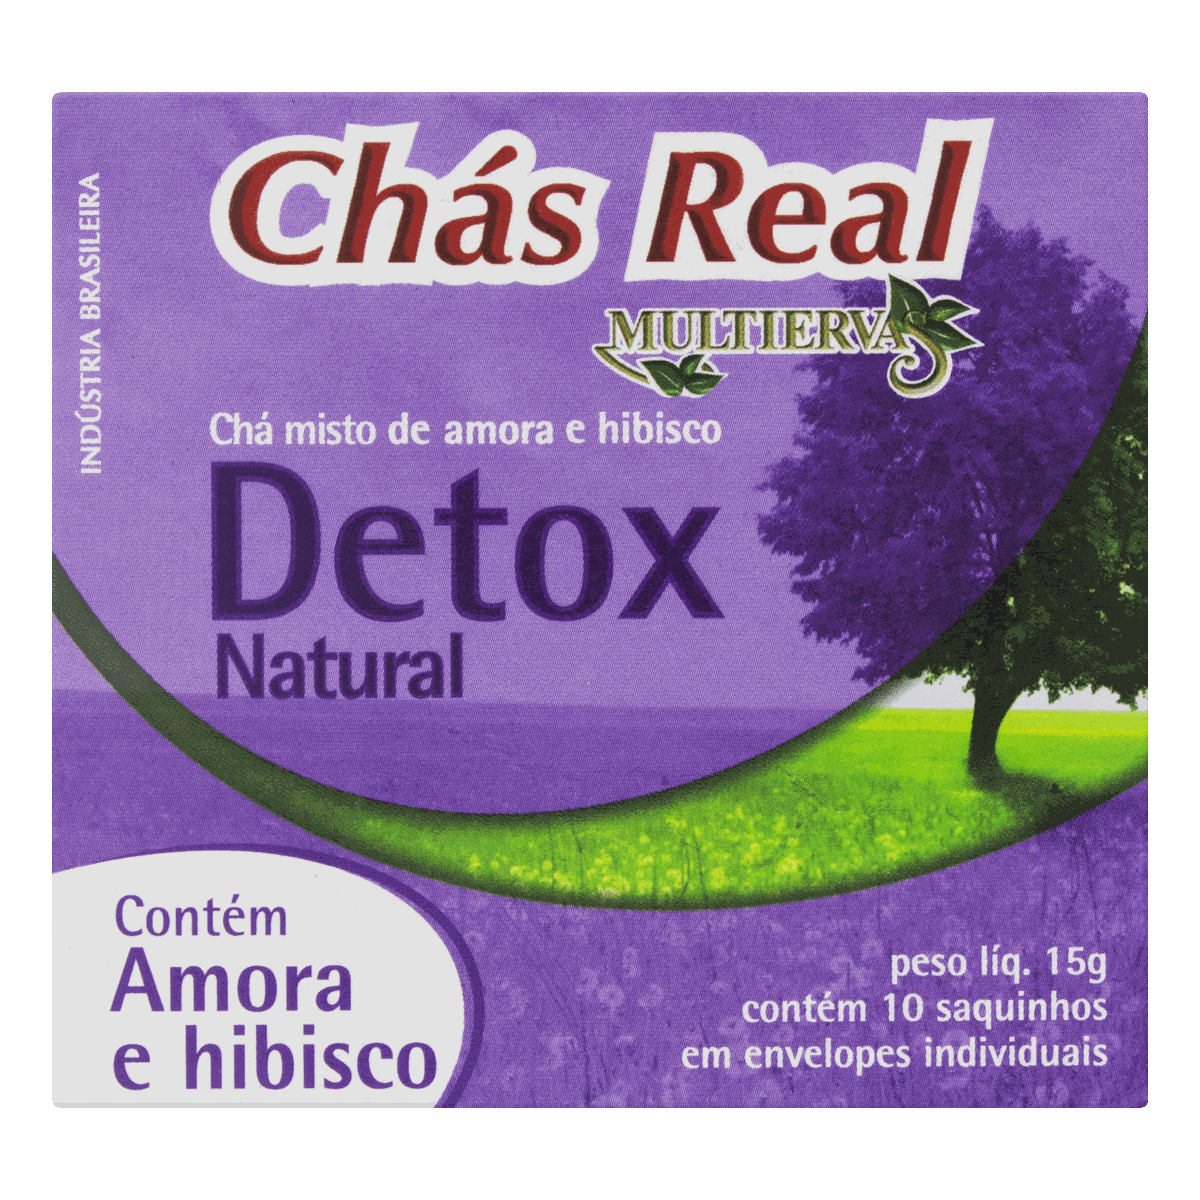 Chás Real
MULTIERVAS
INDÚSTRIA BRASILEIRA
Chá misto de amora e hibisco
Detox
Natural
Contém
Amora
e hibisco
peso líq. 15g
contém 10 saquinhos
em envelopes individuais